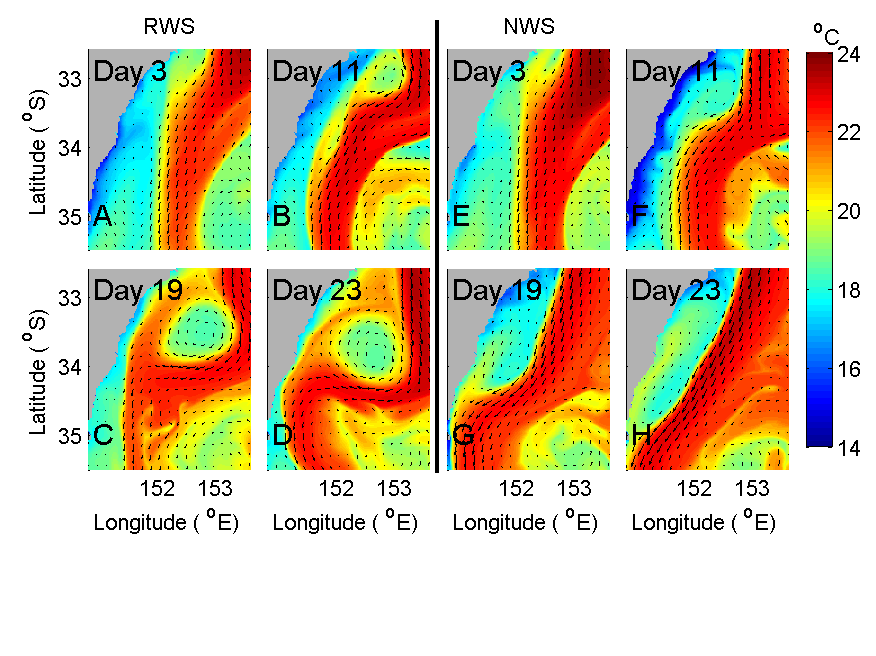 RWS NWS
°C
Day 3 Day 11 Day 3 Day 11
24
33
22
34
35
20
Latitude ( °S)
A B E F
Day 19 Day 23 Day 19 Day 23
18
33
16
34
35
14
Latitude ( °S)
C D G H
152 153 152 153 152 153 152 153
Longitude ( °E) Longitude ( °E) Longitude ( °E) Longitude ( °E)